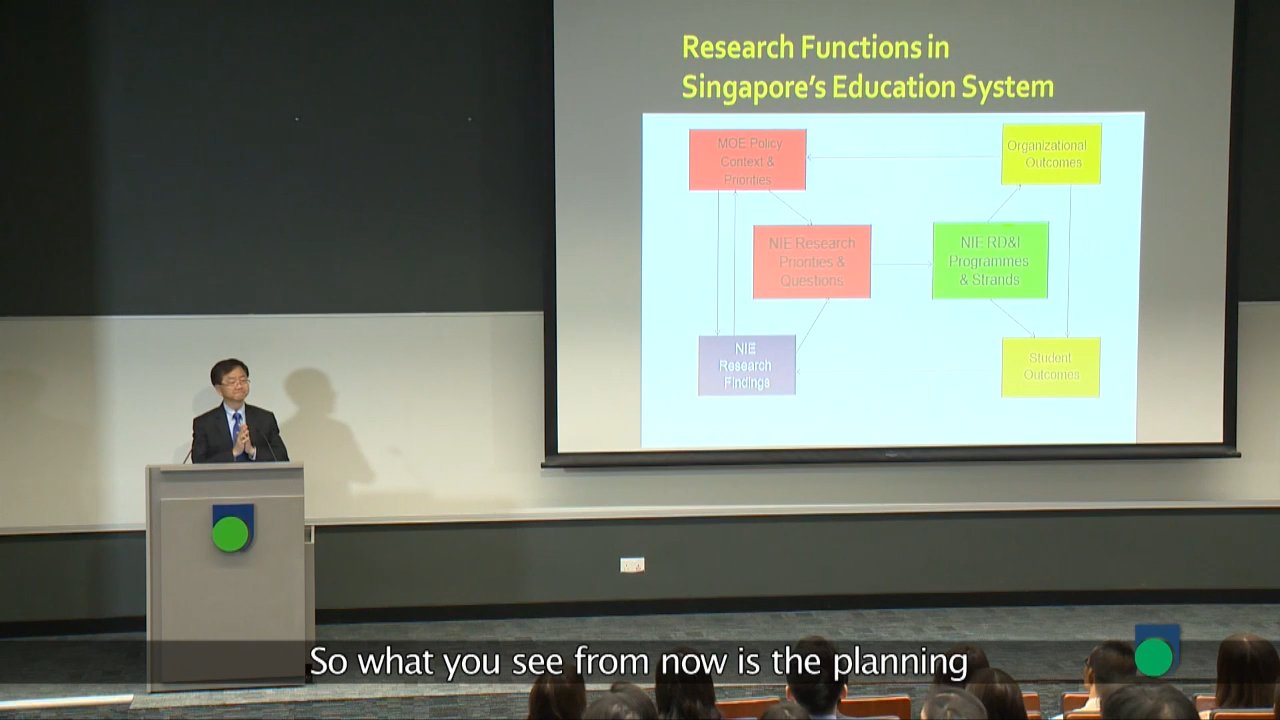 Research Functions in
Singapore's Education System
MOE Policy
Context &
Priorities
Organizational
Outcomes
NIE Research
Priorities &
Questions
NIE RD&I
Programmes
& Strands
NIE
Research
Findings
Student
Outcomes
So what you see from now is the planning